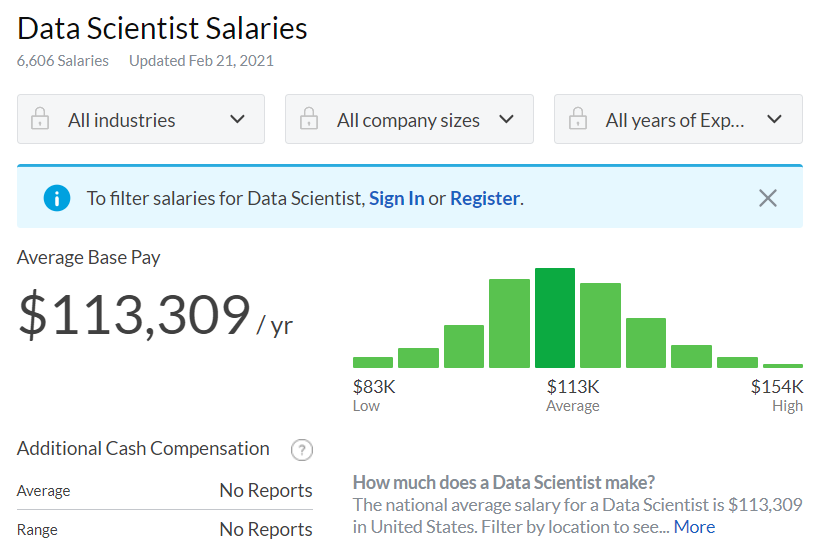 Data Scientist Salaries
6,606 Salaries Updated Feb 21, 2021
All industries All company sizes All years of Exp...
To filter salaries for Data Scientist, Sign In or Register.
Average Base Pay
$113,309 / yr
$83K $113K $154K
Low Average High
Additional Cash Compensation ?
Average No Reports
Range No Reports
How much does a Data Scientist make?
The national average salary for a Data Scientist is $113,309
in United States. Filter by location to see... More